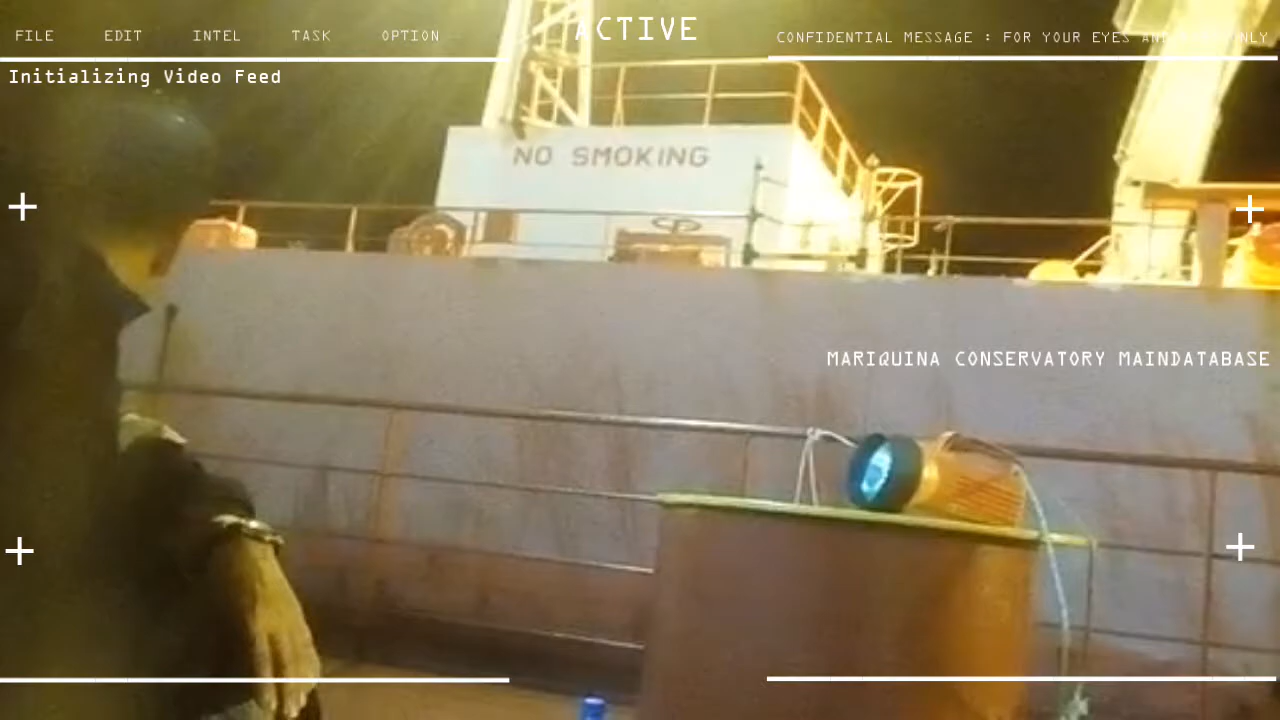 FILE EDIT INTEL TASK OPTION
ACTIVE
CONFIDENTIAL MESSAGE : FOR YOUR EYES ONLY
Initializing Video Feed
NO SMOKING
MARIQUINA CONSERVATORY MAINDATABASE